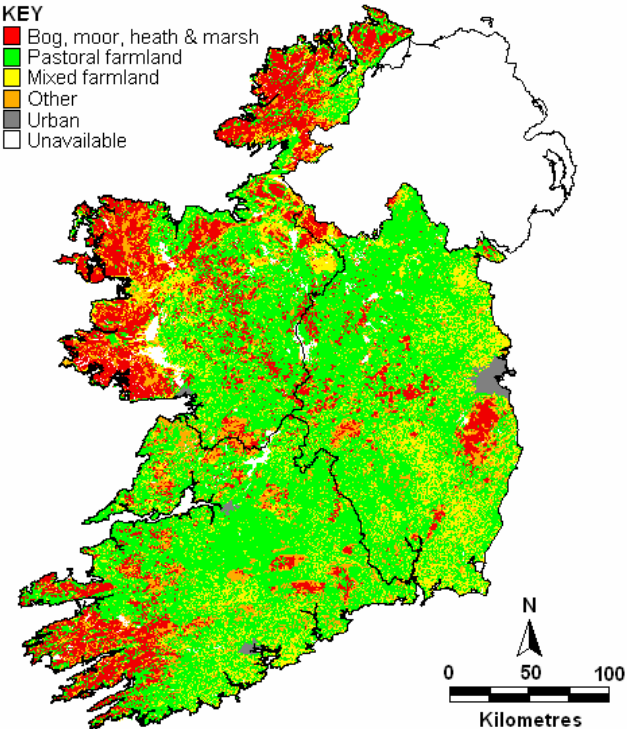 KEY
Bog, moor, heath & marsh
Pastoral farmland
Mixed farmland
Other
Urban
Unavailable
N
0 50 100
Kilometres